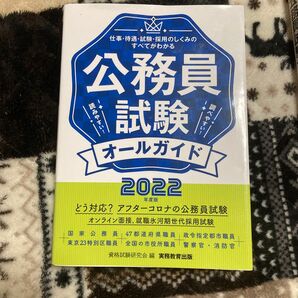 仕事・待遇・試験・採用のしくみの
すべてがわかる
公務員
読みやすい!
試験
調べやすい!
オールガイド
2022
年度版
どう対応? アフターコロナの公務員試験
オンライン面接、就職氷河期世代採用試験
国家公務員 47都道府県職員 政令指定都市職員
東京23特別区職員 全国の市役所職員 警察官・消防官
資格試験研究会 編 実務教育出版